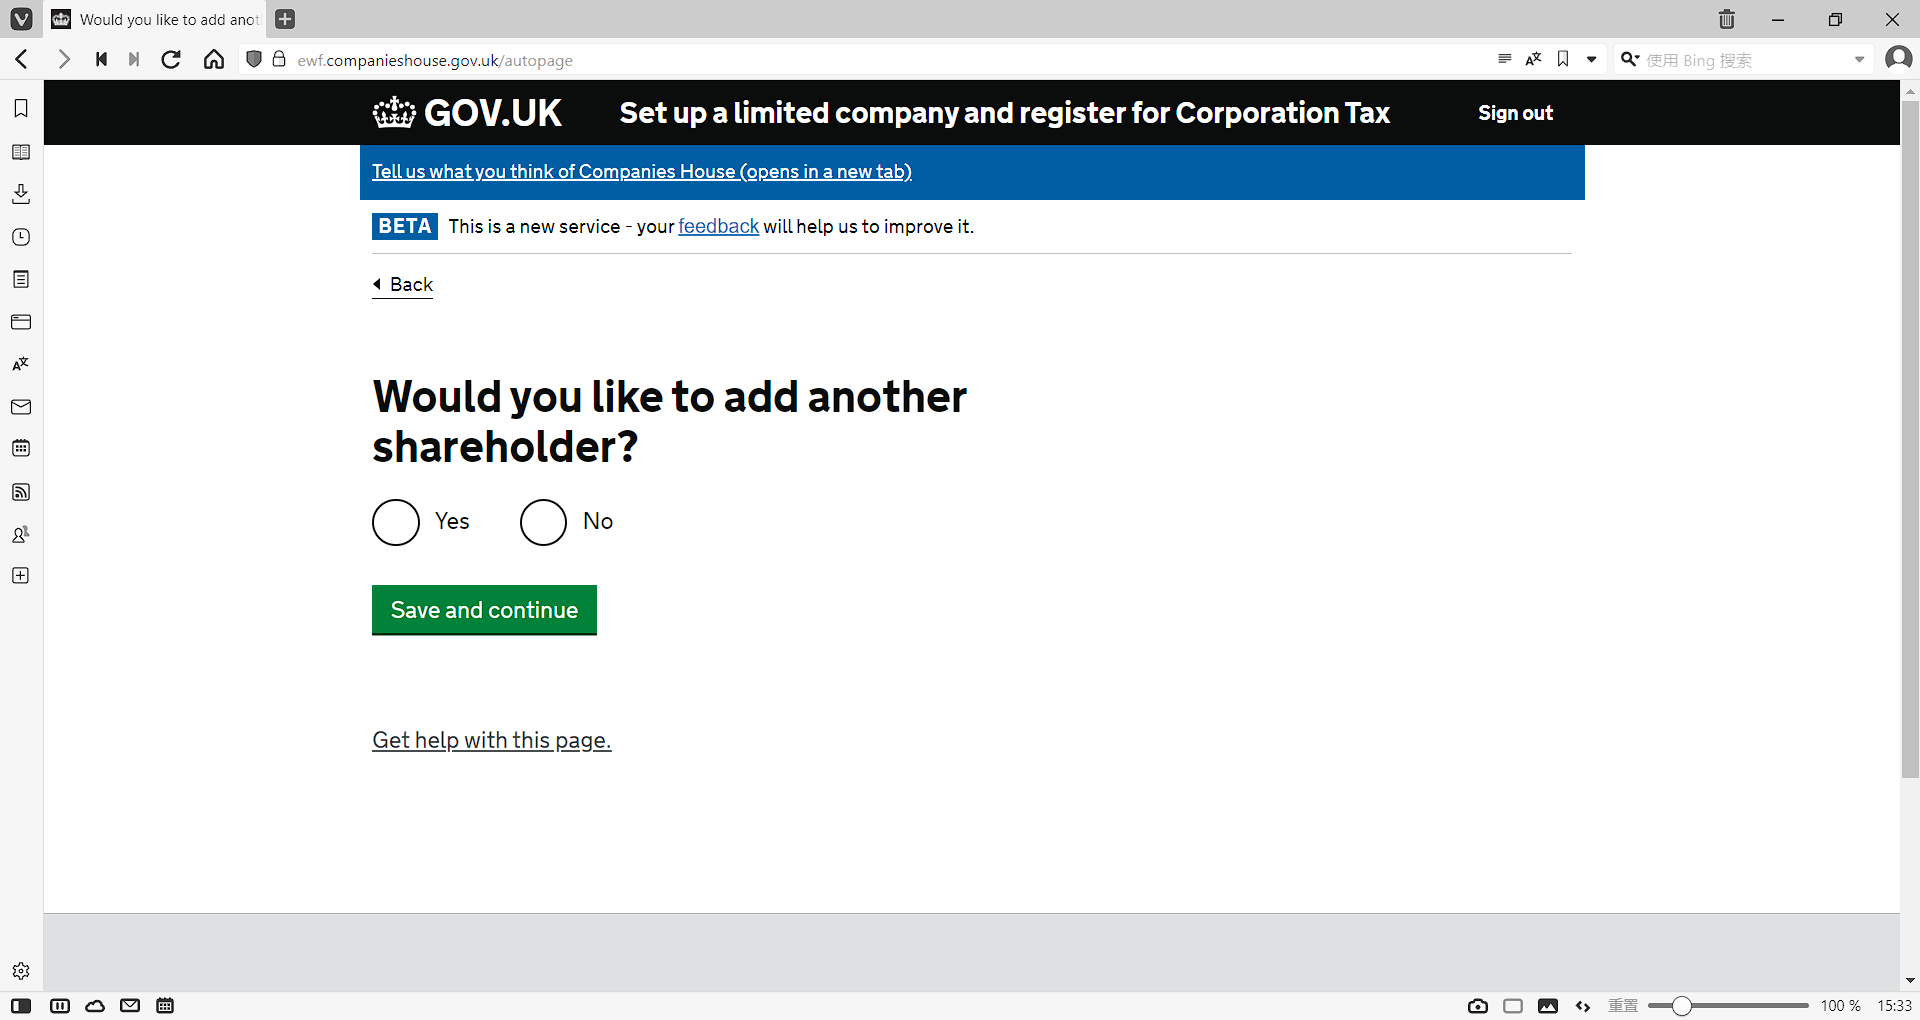 Would you like to add anot
ewf.companieshouse.gov.uk/autopage
使用 Bing 搜索
GOV.UK Set up a limited company and register for Corporation Tax Sign out
Tell us what you think of Companies House (opens in a new tab)
BETA This is a new service - your feedback will help us to improve it.
Back
Would you like to add another
shareholder?
Yes No
Save and continue
Get help with this page.
重置 100 % 15:33